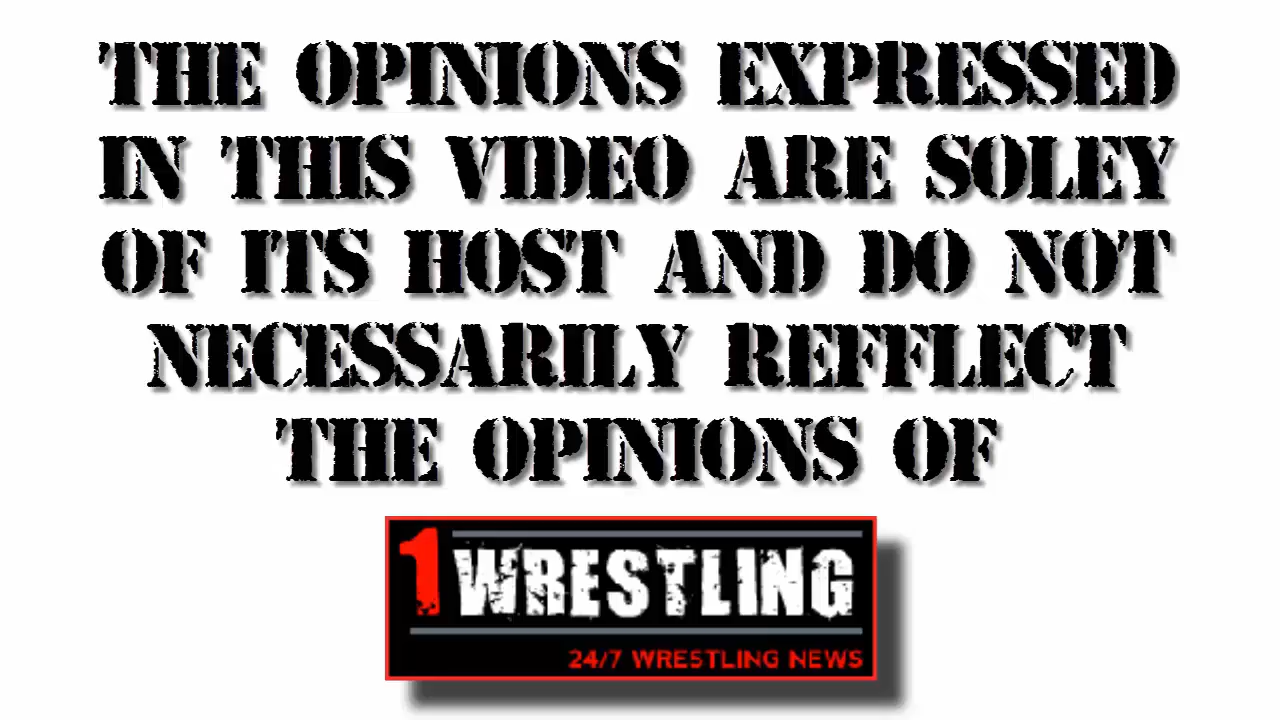 THE OPINIONS EXPRESSED
IN THIS VIDEO ARE SOLEY
OF ITS HOST AND DO NOT
NECESSARILY REFFLECT
THE OPINIONS OF
1WRESTLING
24/7 WRESTLING NEWS